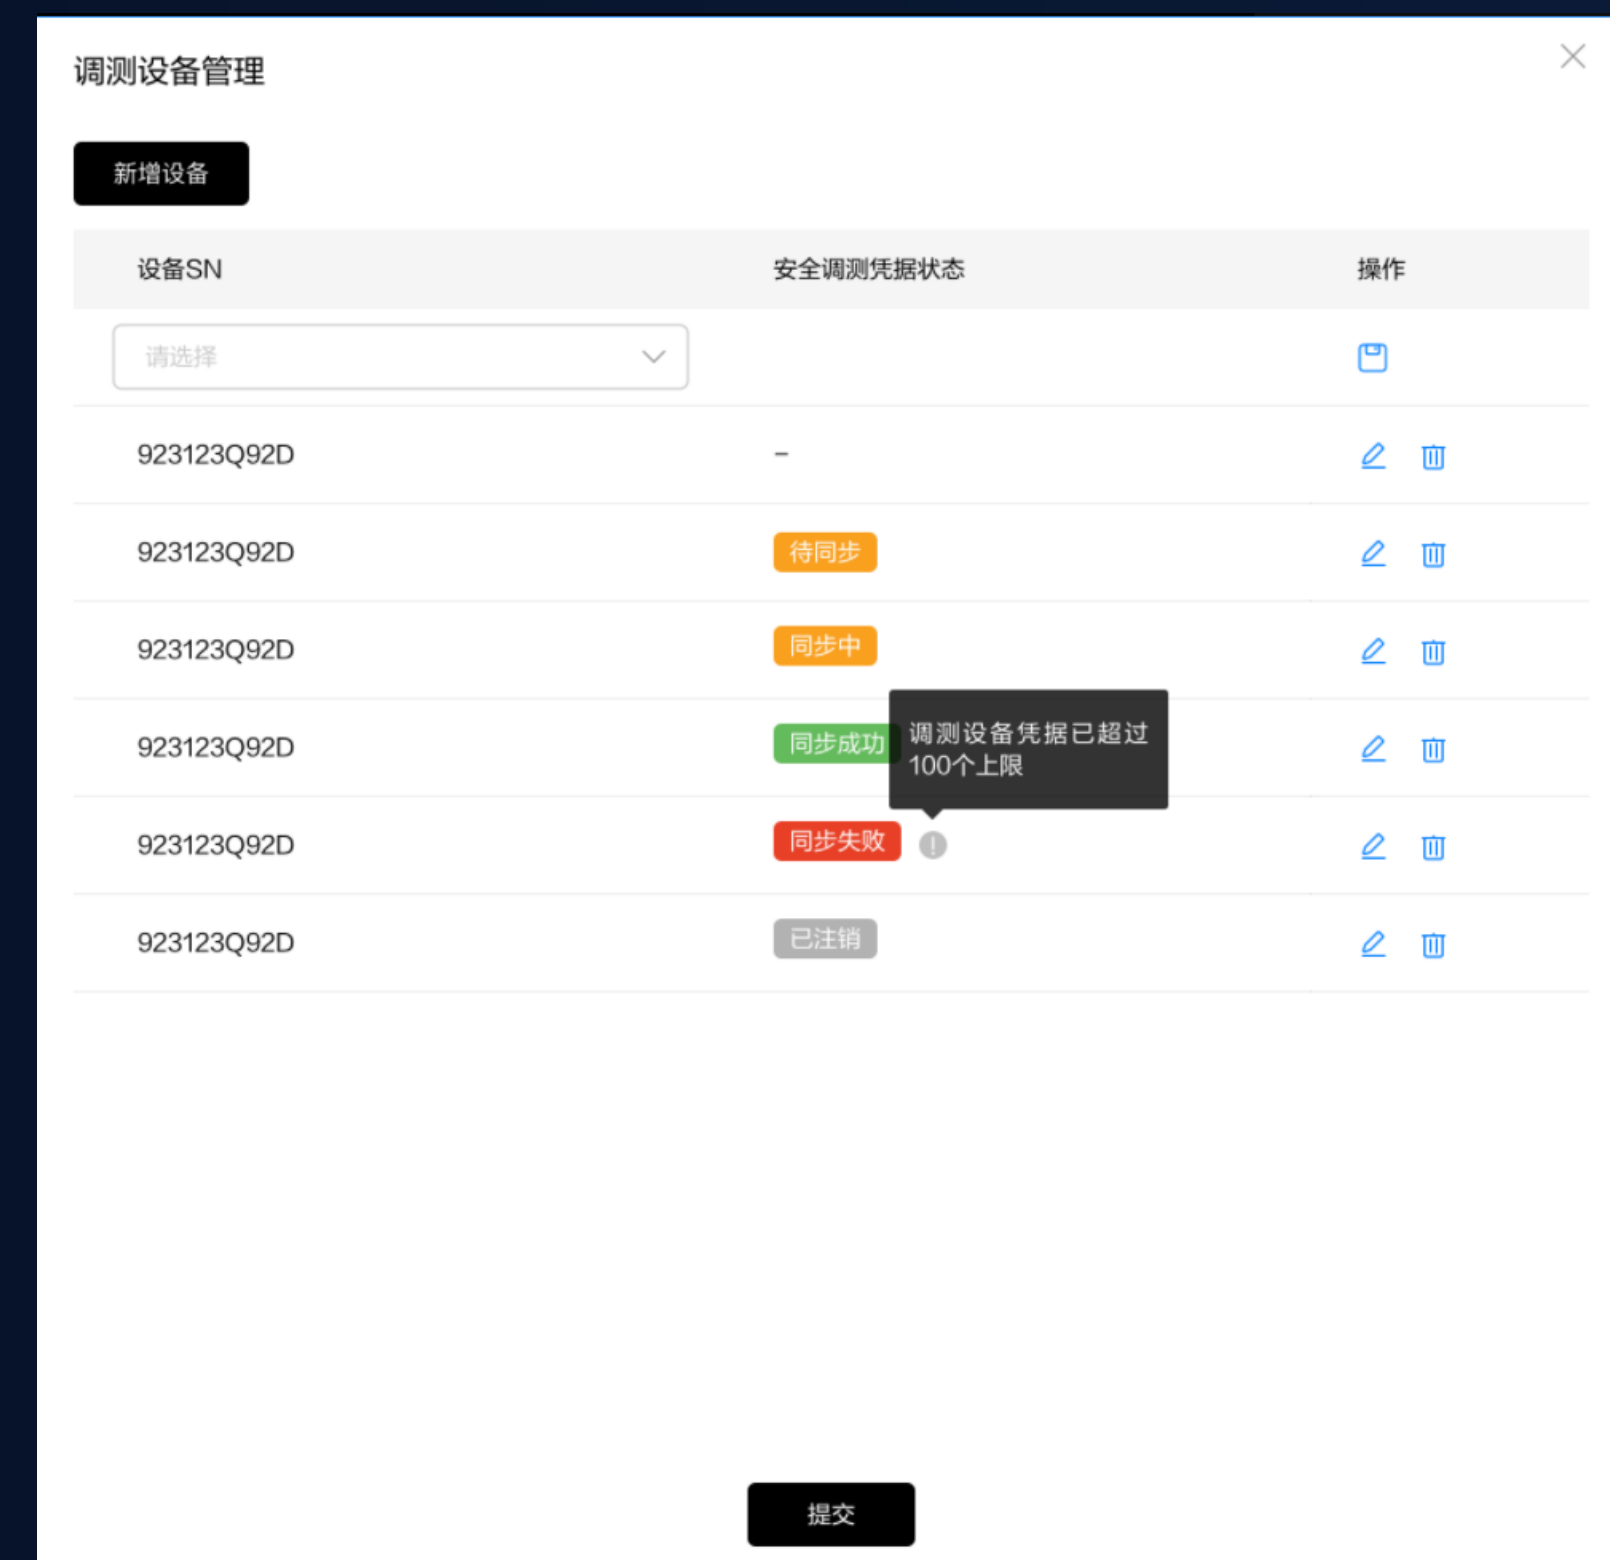 调测设备管理
新增设备
设备SN 安全调测凭据状态 操作
请选择
923123Q92D -
923123Q92D 待同步
923123Q92D 同步中
923123Q92D 同步成功
调测设备凭据已超过
100个上限
923123Q92D 同步失败
923123Q92D 已注销
提交